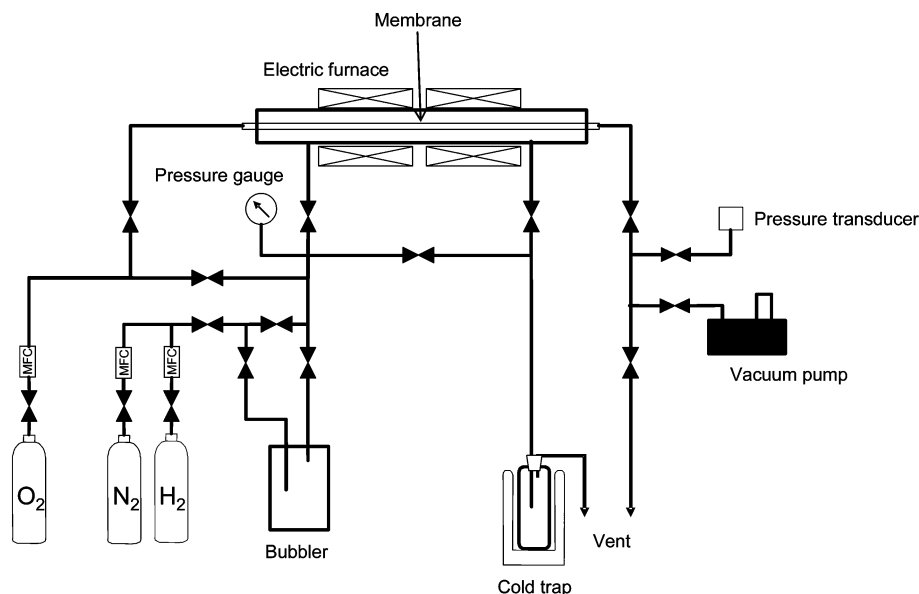 Membrane
Electric furnace
Pressure gauge
Pressure transducer
MFC
MFC
MFC
Vacuum pump
O2
N2
H2
Bubbler
Vent
Cold trap